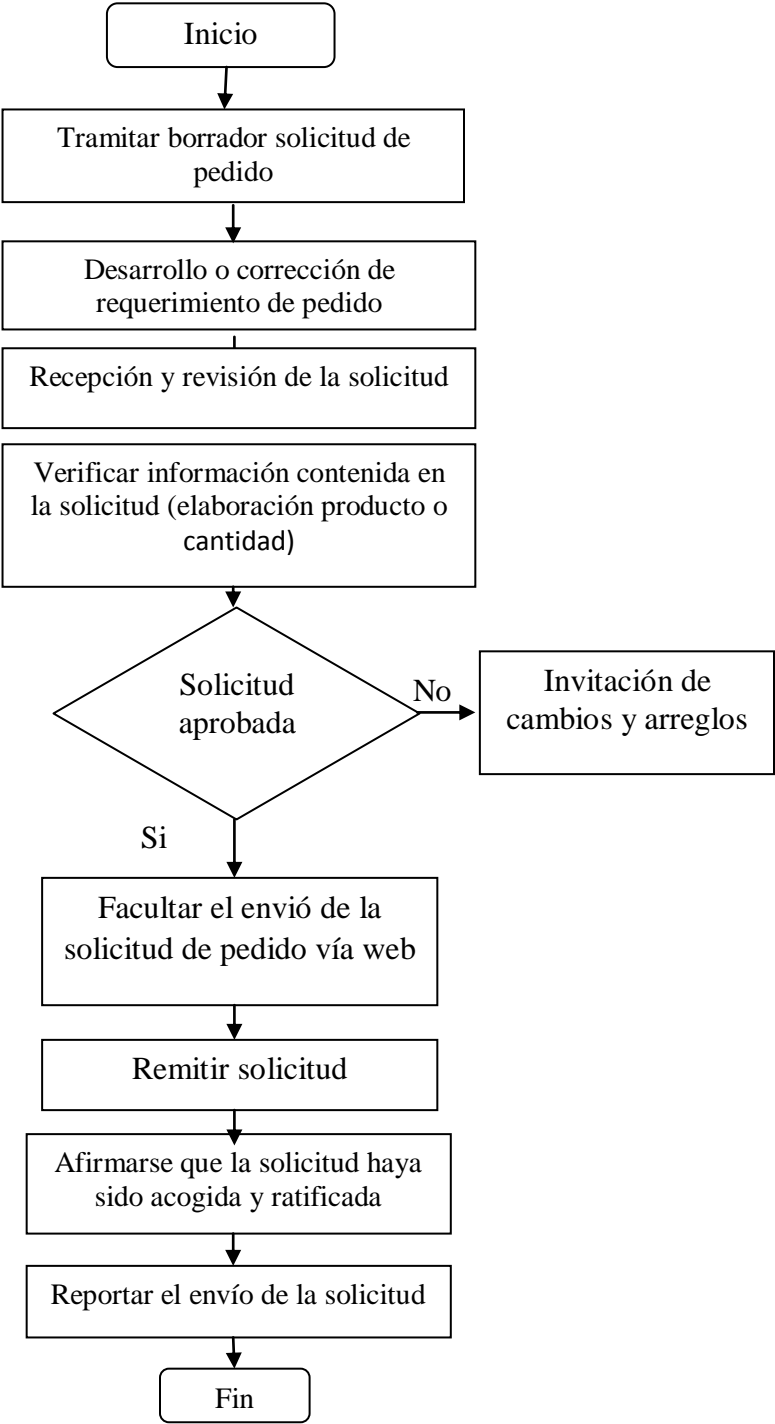 Inicio
Tramitar borrador solicitud de
pedido
Desarrollo o corrección de
requerimiento de pedido
Recepción y revisión de la solicitud
Verificar información contenida en
la solicitud (elaboración producto o
cantidad)
Solicitud
aprobada
No
Invitación de
cambios y arreglos
Si
Facultar el envió de la
solicitud de pedido vía web
Remitir solicitud
Afirmarse que la solicitud haya
sido acogida y ratificada
Reportar el envío de la solicitud
Fin